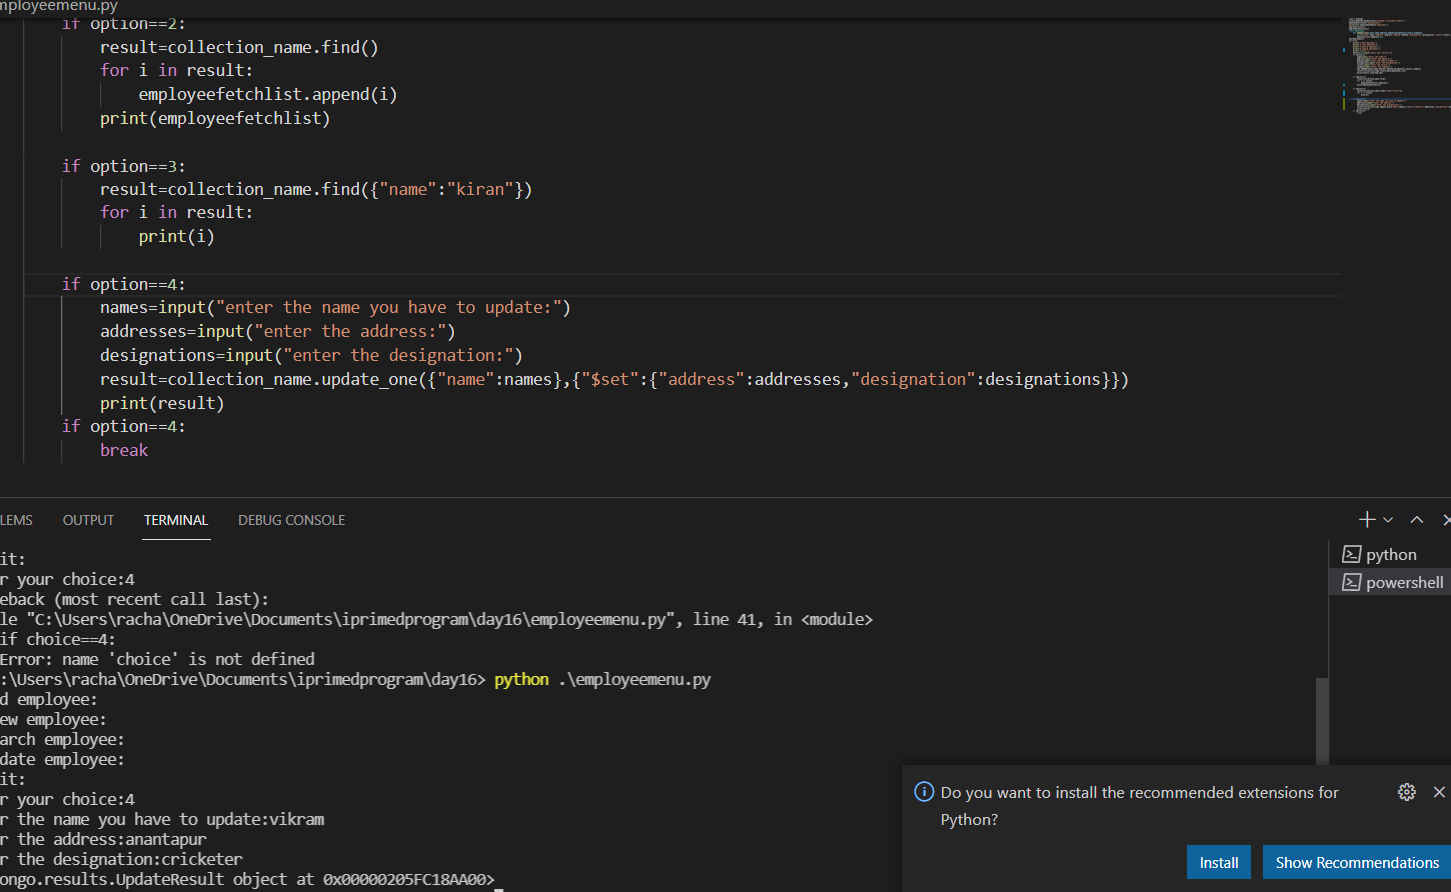 mployeemenu.py
if option==2:
result=collection_name.find()
for i in result:
employeefetchlist.append(i)
print(employeefetchlist)
if option==3:
result=collection_name.find({"name":"kiran"})
for i in result:
print(i)
if option==4:
names=input("enter the name you have to update:")
addresses=input("enter the address:")
designations=input("enter the designation:")
result=collection_name.update_one({"name":names},{"$set":{"address":addresses,"designation":designations}})
print(result)
if option==4:
break
LEMS OUTPUT TERMINAL DEBUG CONSOLE
it:
r your choice:4
eback (most recent call last):
le "C:\Users\racha\OneDrive\Documents\iprimedprogram\day16\employeemenu.py", line 41, in <module>
if choice==4:
Error: name 'choice' is not defined
:\Users\racha\OneDrive\Documents\iprimedprogram\day16> python .\employeemenu.py
d employee:
ew employee:
arch employee:
date employee:
it:
r your choice:4
r the name you have to update:vikram
r the address:anantapur
r the designation:cricketer
ongo.results.UpdateResult object at 0x00000205FC18AA00>
python
powershell
Do you want to install the recommended extensions for
Python?
Install Show Recommendations